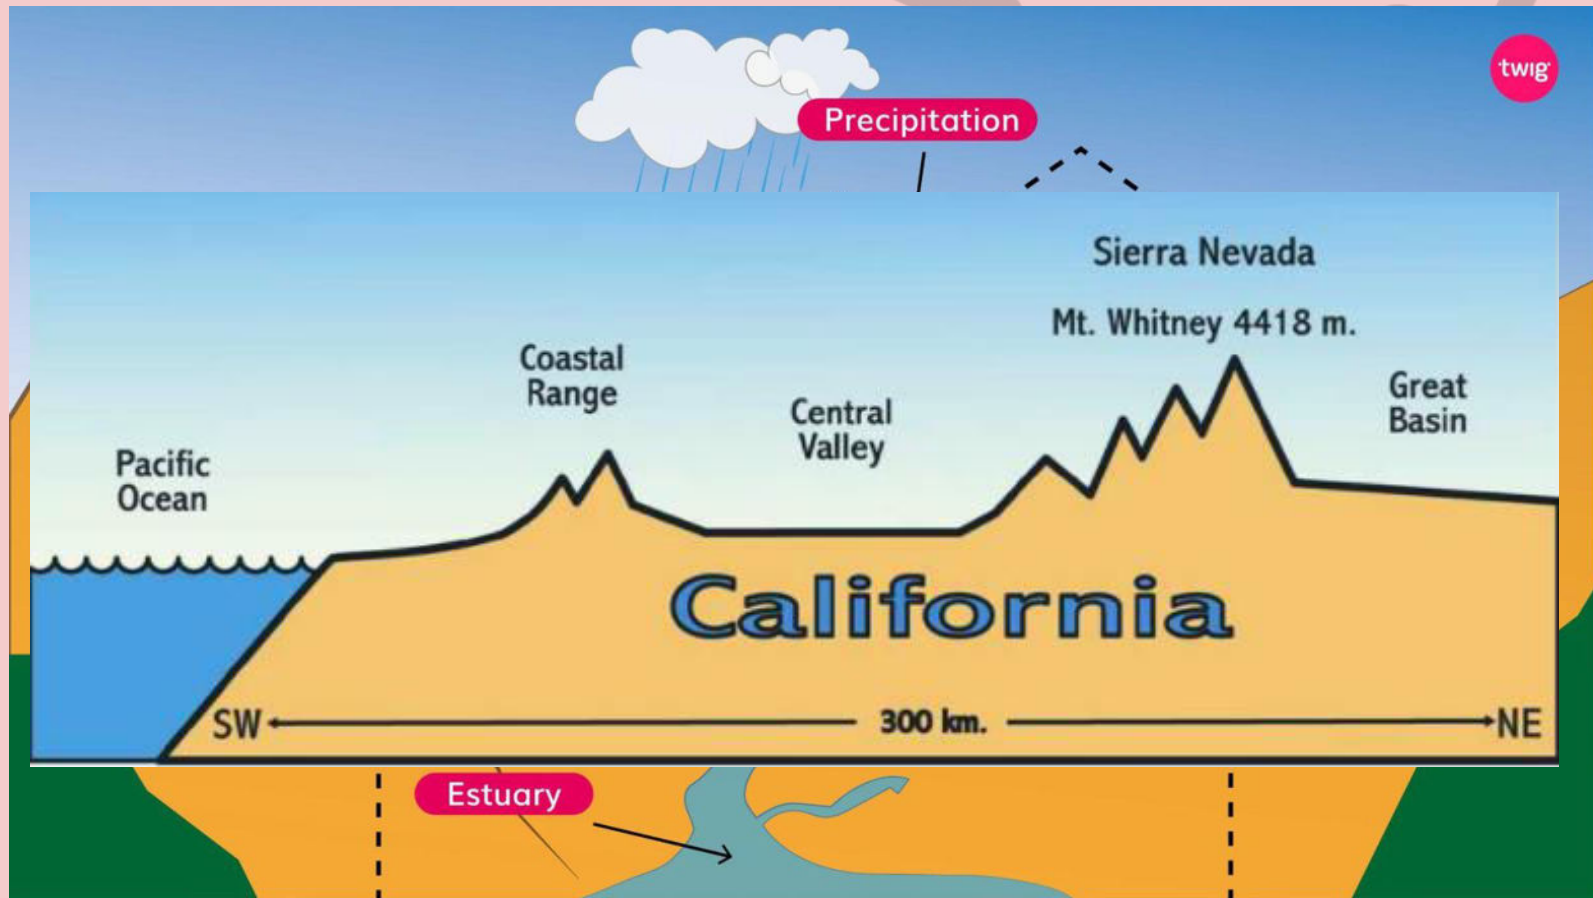 twig
Precipitation
Sierra Nevada
Mt. Whitney 4418 m.
Coastal
Range
Great
Basin
Central
Valley
Pacific
Ocean
California
SW
300 km.
NE
Estuary